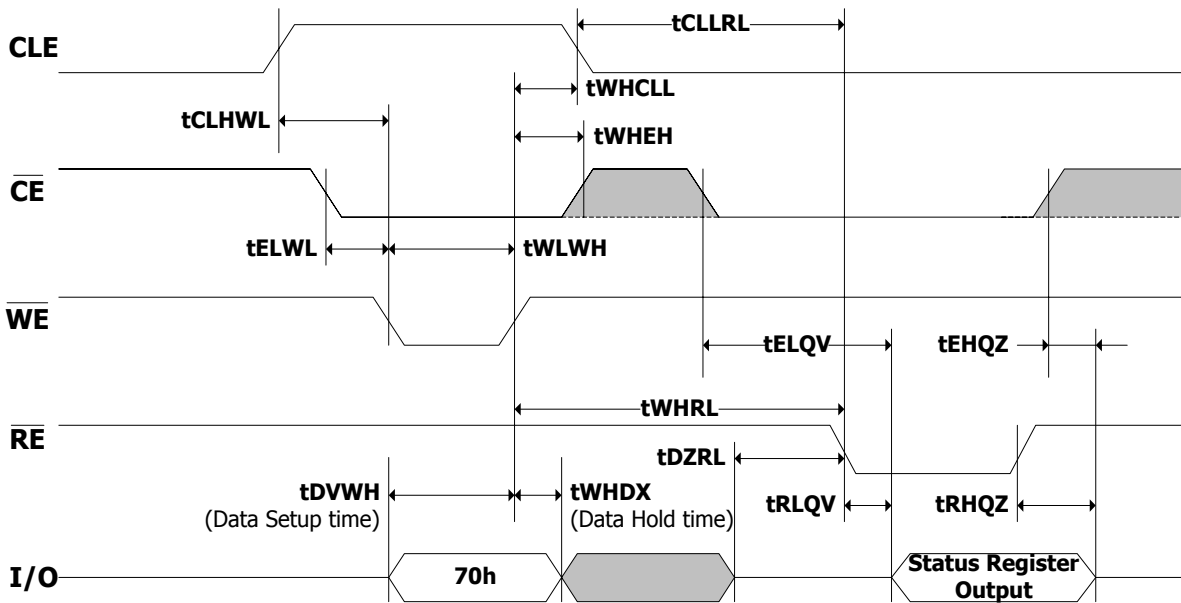 tCLLRL
CLE
tWHCLL
tCLHWL
tWHEH
CE
tELWL
tWLWH
WE
tELQV
tEHQZ
tWHRL
RE
tDZRL
tDVWH
(Data Setup time)
tWHDX
(Data Hold time)
tRLQV
tRHQZ
I/O
70h
Status Register
Output